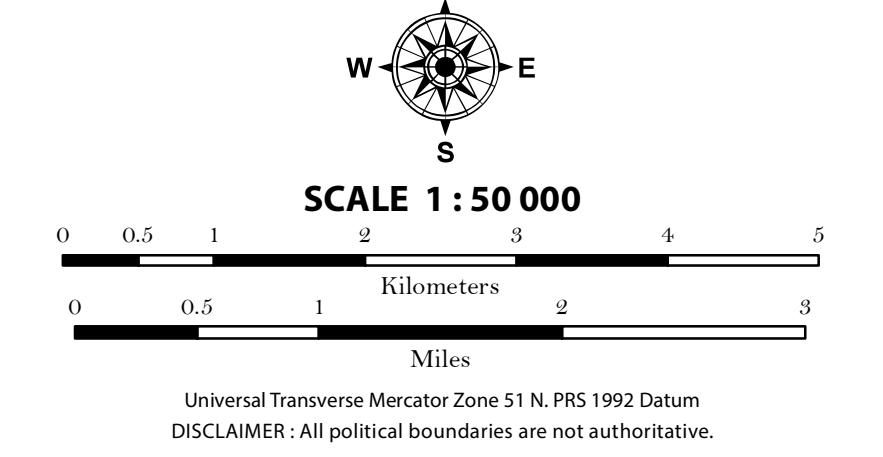 W E
S
SCALE 1 : 50 000
0 0.5 1 2 3 4 5
Kilometers
0 0.5 1 2 3
Miles
Universal Transverse Mercator Zone 51 N. PRS 1992 Datum
DISCLAIMER : All political boundaries are not authoritative.